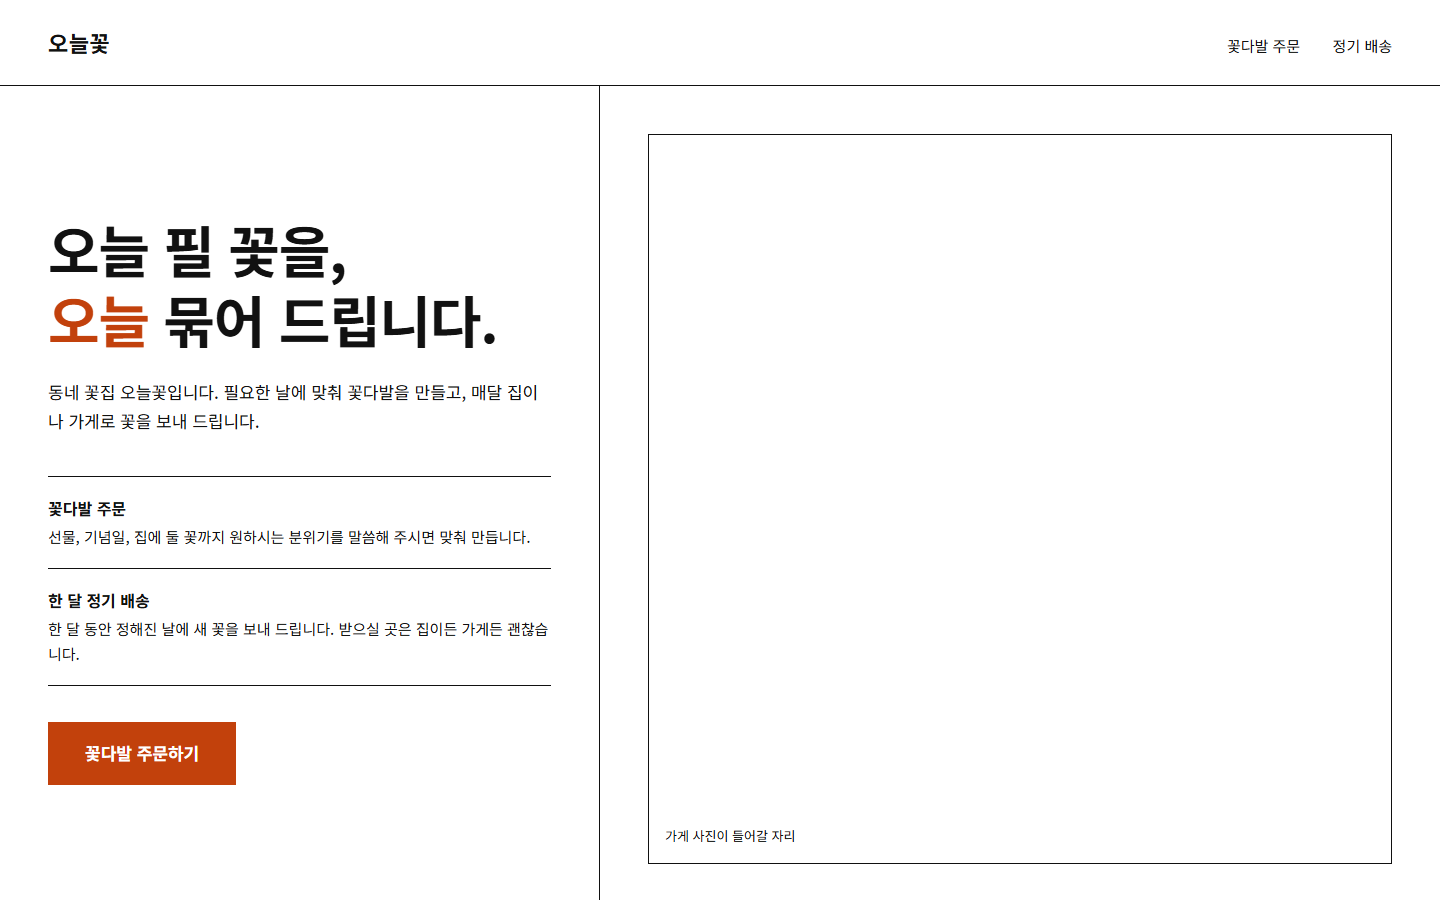 오늘꽃
꽃다발 주문
정기 배송
오늘 필 꽃을,
오늘 묶어 드립니다.
동네 꽃집 오늘꽃입니다. 필요한 날에 맞춰 꽃다발을 만들고, 매달 집이
나 가게로 꽃을 보내 드립니다.
꽃다발 주문
선물, 기념일, 집에 둘 꽃까지 원하시는 분위기를 말씀해 주시면 맞춰 만듭니다.
한 달 정기 배송
한 달 동안 정해진 날에 새 꽃을 보내 드립니다. 받으실 곳은 집이든 가게든 괜찮습
니다.
꽃다발 주문하기
가게 사진이 들어갈 자리